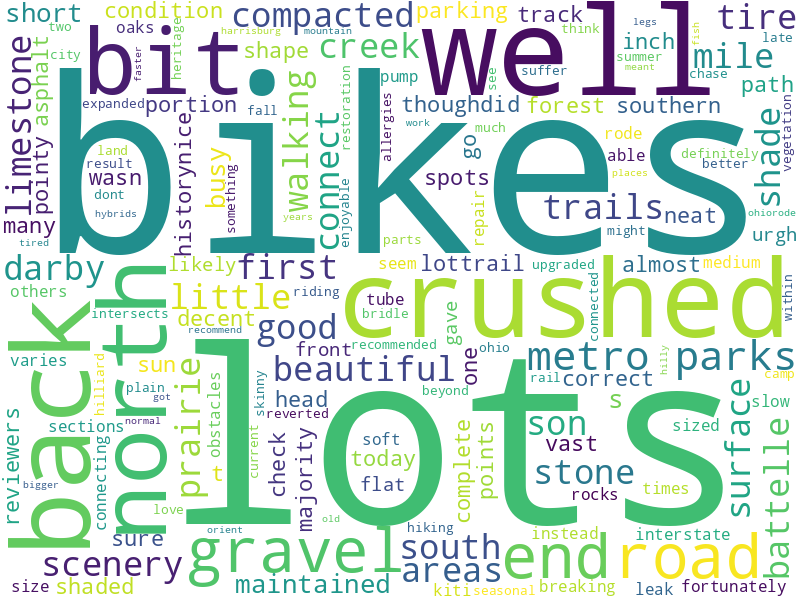 short
condition
oaks
two
city
harrisburg
mountain
faster
heritage
bit
compacted
think
legs
well
parking
track
tire
late
inch
summer
meant
fish
mile
creek
shape
suffer
see
chase
path
limestone
asphalt
pointy
expanded
portion
fall
walking
restoration
pump
allergies
work
thoughdid
much
forest
southern
shade
vegetation
bikes
land
result
dont
wasn
hybrids
busy
something
historynice
connect
enjoyable
years
go
spots
repair
parts
rode
able
places
definitely
better
trails
neat
might
ohiorode
urgh
many
tired
darby
others
intersects
likely
first
little
riding
decent
lottrail
seem
upgraded
almost
medium
within
connected
crushed
tube
bridle
gave
good
front
recommended
one
ohio
back
north
varies
hilliard
sun
plain
got
normal
recommend
prairie
obstacles
skinny
beautiful
head
reverted
beyond
metro
parks
rail
correct
hilly
camp
reviewers
sections
connecting
bigger
love
t
current
check
majority
lots
soft
today
flat
complete
points
son
s
vast
stone
rocks
sized
times
surface
slow
battelle
sure
orient
old
hiking
scenery
gravel
south
areas
end
instead
road
interstate
size
shaded
maintained
kiti
seasonal
breaking
leak
fortunately